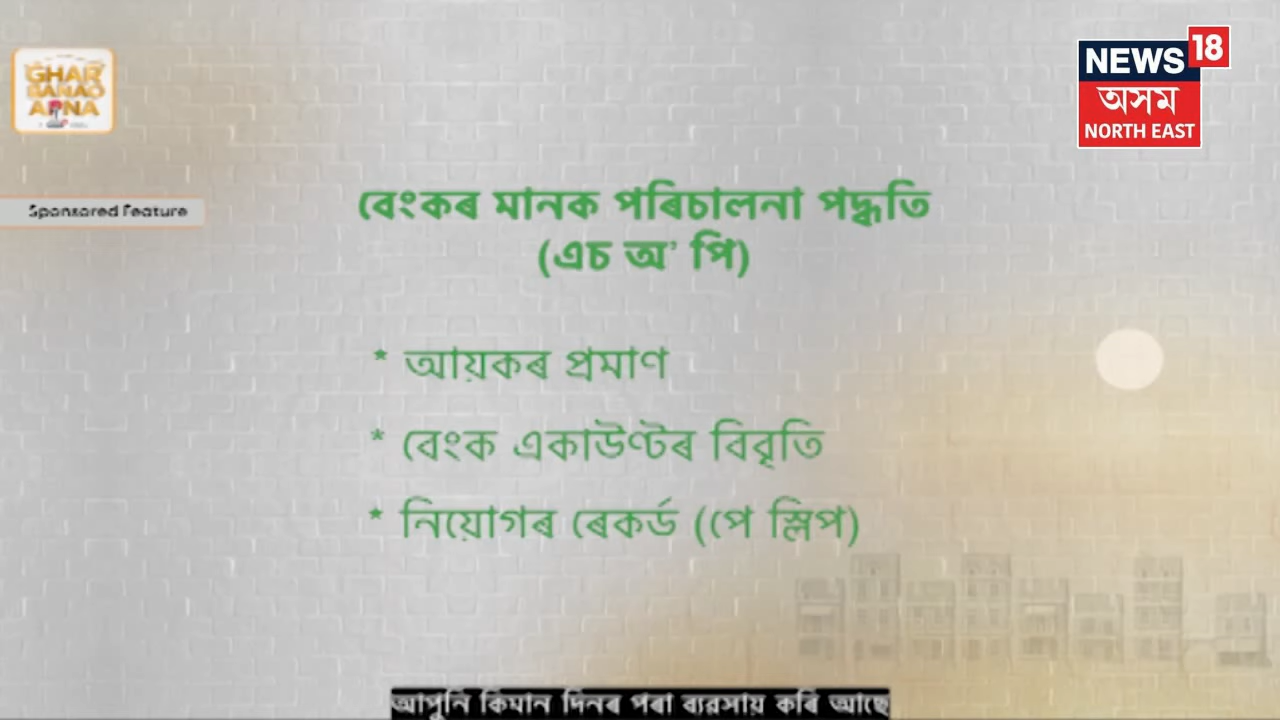 GHAR
BANAO
APNA
NEWS 18
অসম
NORTH EAST
Sponsored Feature
বেংকৰ মানক পৰিচালনা পদ্ধতি
(এচ অ' পি)
* আয়কৰ প্ৰমাণ
* বেংক একাউণ্টৰ বিবৃতি
* নিয়োগৰ ৰেকৰ্ড (পে স্লিপ)
আপুনি কিমান দিনৰ পৰা ব্যৱসায় কৰি আছে